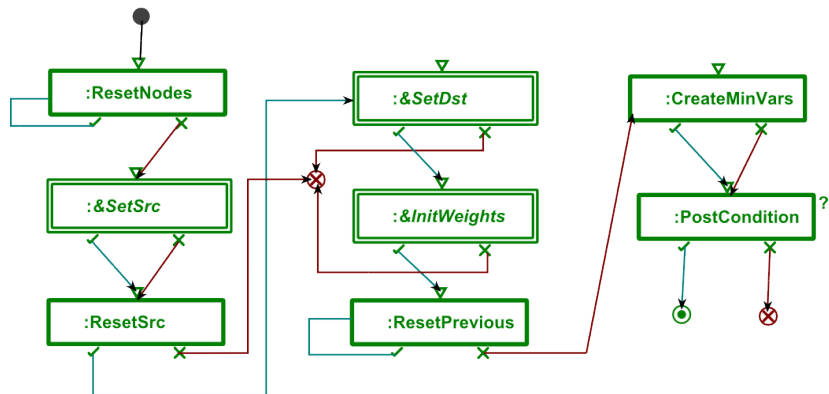 :ResetNodes
:&SetSrc
:ResetSrc
:&SetDst
:&InitWeights
:ResetPrevious
:CreateMinVars
:PostCondition
?